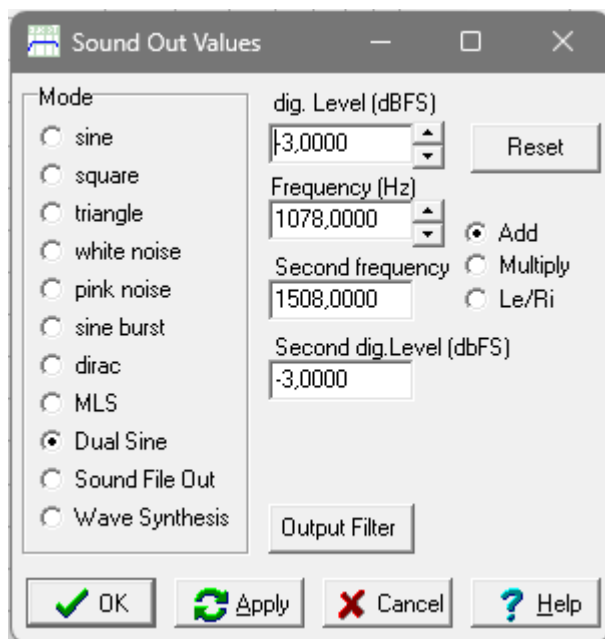 Sound Out Values
Mode
sine
square
triangle
white noise
pink noise
sine burst
dirac
MLS
Dual Sine
Sound File Out
Wave Synthesis
dig. Level (dBFS)
-3,0000
Reset
Frequency (Hz)
1078,0000
Add
Multiply
Le/Ri
Second frequency
1508,0000
Second dig.Level (dbFS)
-3,0000
Output Filter
OK
Apply
Cancel
Help